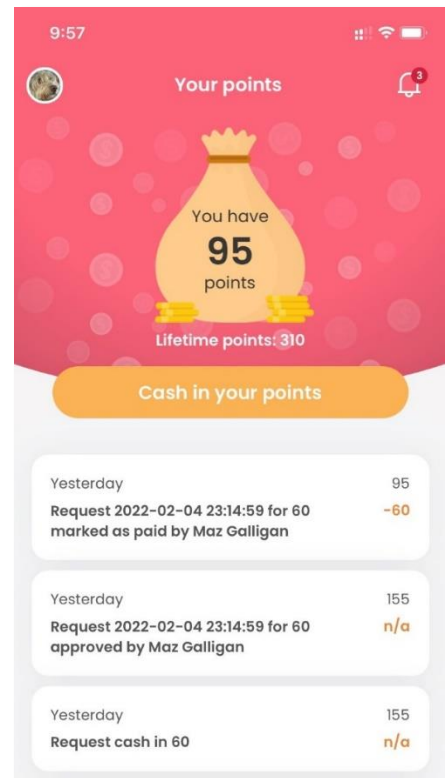 9:57
3
Your points
You have
95
points
Lifetime points: 310
Cash in your points
Yesterday 95
Request 2022-02-04 23:14:59 for 60 -60
marked as paid by Maz Galligan
Yesterday 155
Request 2022-02-04 23:14:59 for 60 n/a
approved by Maz Galligan
Yesterday 155
Request cash in 60 n/a